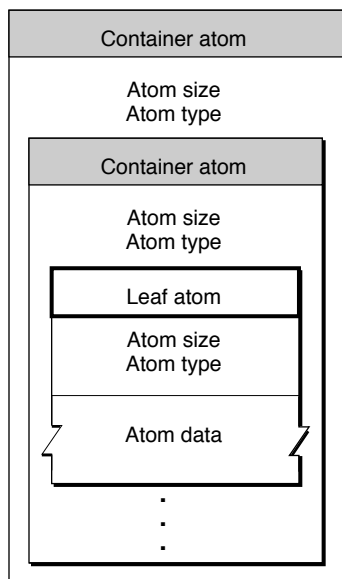 Container atom
Atom size
Atom type
Container atom
Atom size
Atom type
Leaf atom
Atom size
Atom type
Atom data
.
.
.